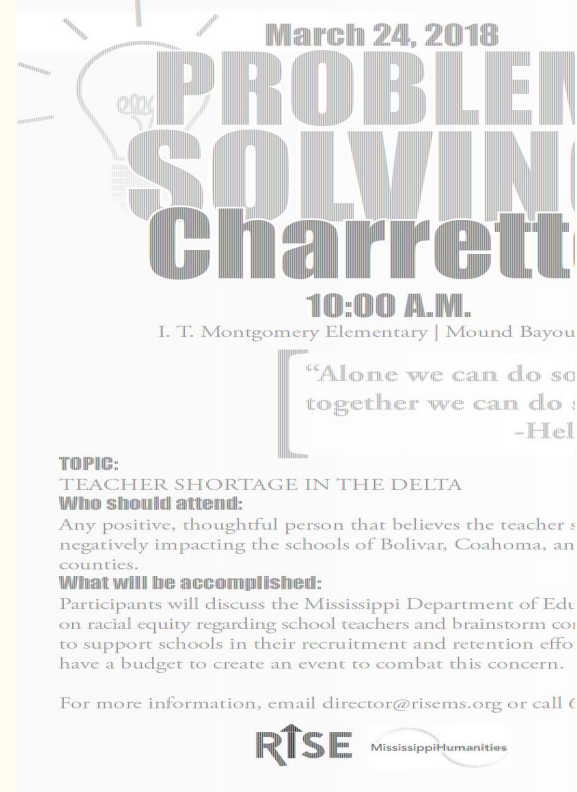 March 24, 2018
PROBLEM
SOLVING
Charrette
10:00 A.M.
I. T. Montgomery Elementary | Mound Bayou
“Alone we can do so
together we can do
-Hel
TOPIC:
TEACHER SHORTAGE IN THE DELTA
Who should attend:
Any positive, thoughtful person that believes the teacher s
negatively impacting the schools of Bolivar, Coahoma, an
counties.
What will be accomplished:
Participants will discuss the Mississippi Department of Edu
on racial equity regarding school teachers and brainstorm
to support schools in their recruitment and retention effo
have a budget to create an event to combat this concern.
For more information, email director@risems.org or call
RISE
MississippiHumanities